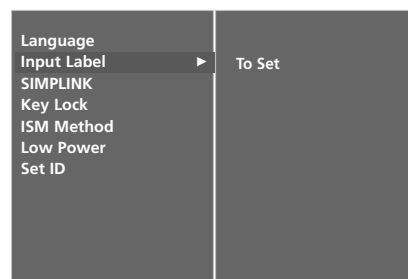 Language
Input Label ► To Set
SIMPLINK
Key Lock
ISM Method
Low Power
Set ID